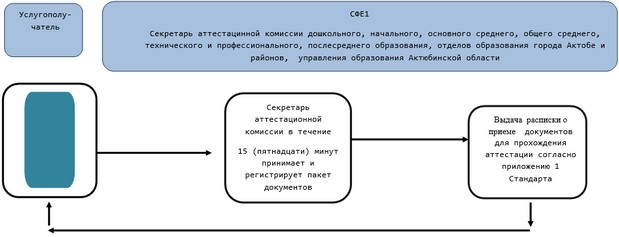 Услугополу-
чатель
СФЕ1
Секретарь аттестацинной комиссии дошкольного, начального, основного среднего, общего среднего,
технического и профессионального, послесреднего образования, отделов образования города Актобе и
районов, управления образования Актюбинской области
Секретарь
аттестационной
комиссии в течение
15 (пятнадцати) минут
принимает и
регистрирует пакет
документов
Выдача расписки о
приеме документов
для прохождения
аттестации согласно
приложению 1
Стандарта